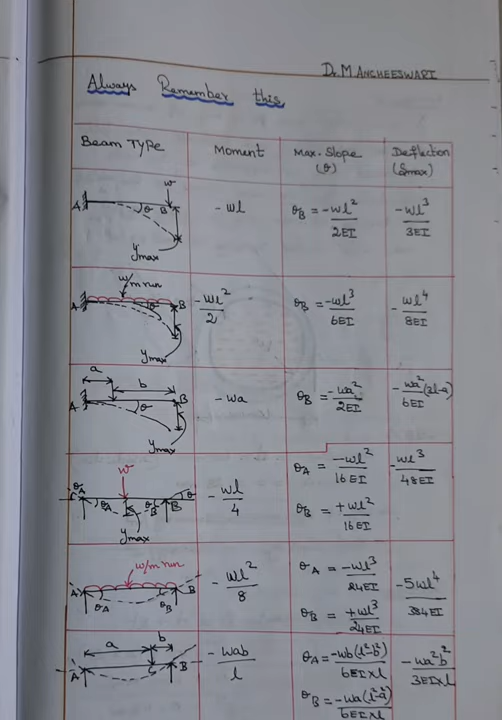 Dr. M ANGHEESWARI
Always Remember this
Beam Type Moment Max. Slope (θ) Deflection (δmax)
A w θ B ymax - wl θB = -wl²/2EI -wl³/3EI
w/m run A B ymax -wl²/2 θB = -wl³/6EI -wl⁴/8EI
a b A B θ ymax - wa θB = -wa²/2EI -wa²(3l-a)/6EI
θA w θA θB θ B ymax - wl/4 θA = -wl²/16EI -wl³/48EI
θB = +wl²/16EI
w/m run A θA θB B - wl²/8 θA = -wl³/24EI -5wl⁴/384EI
θB = +wl³/24EI
a b A C B - wab/l θA = -wb(l²-b²)/6EI×l -wa²b²/3EI×l
θB = -wa(l²-a²)/6EI×l